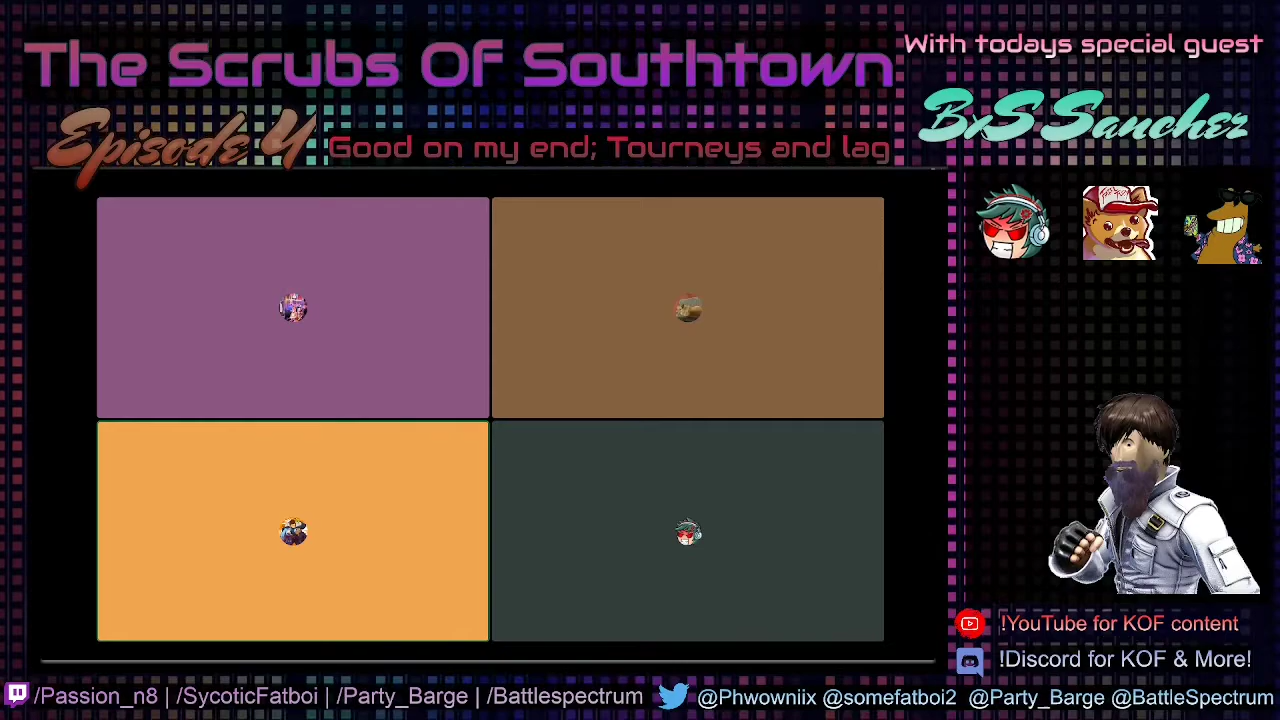 The Scrubs Of Southtown
With todays special guest
BxS Sanchez
Episode 4
Good on my end; Tourneys and lag
!YouTube for KOF content
!Discord for KOF & More!
/Passion_n8 | /SycoticFatboi | /Party_Barge | /Battlespectrum
@Phwowniix @somefatboi2 @Party_Barge @BattleSpectrum